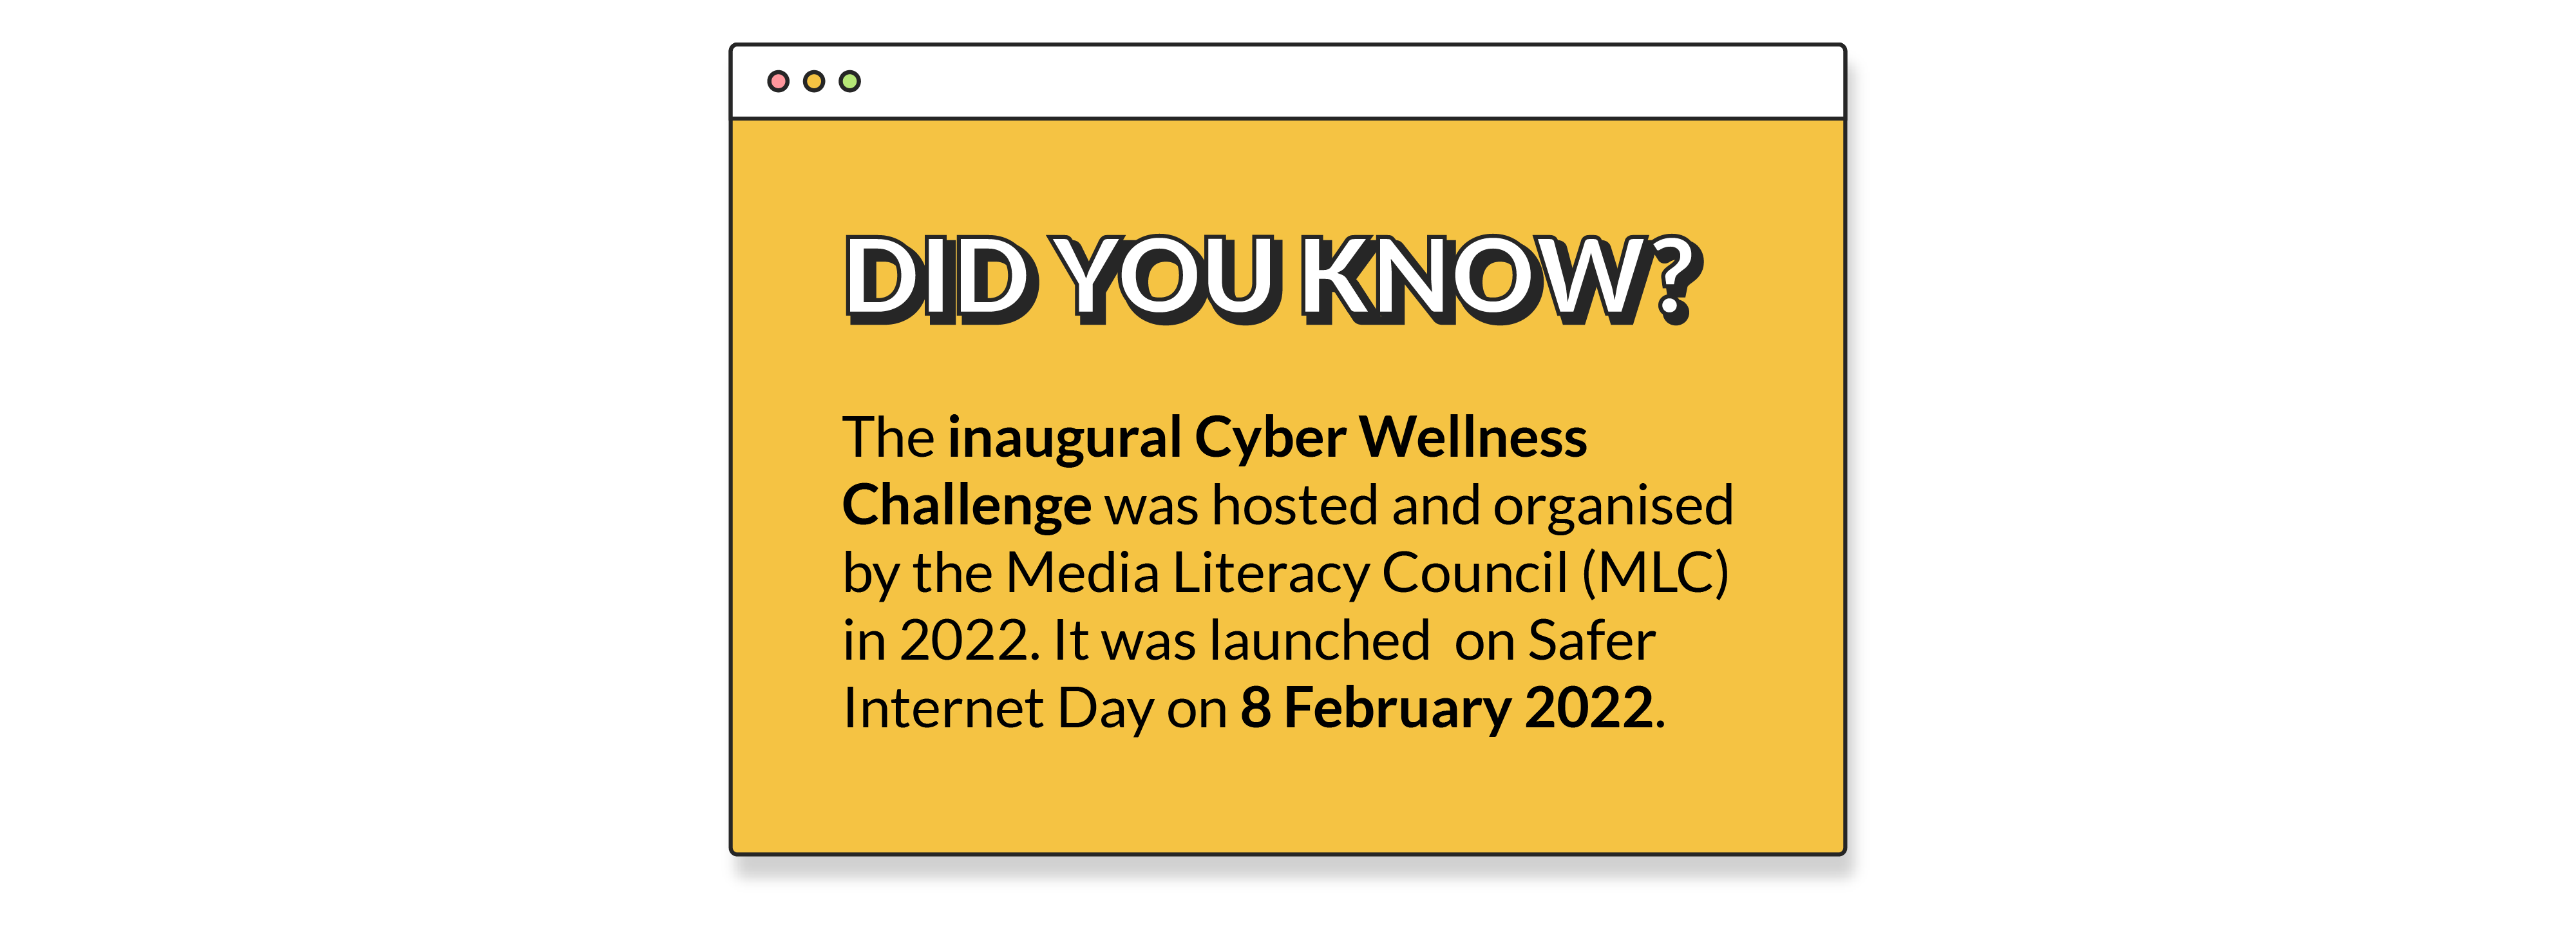 DID YOU KNOW?
The inaugural Cyber Wellness
Challenge was hosted and organised
by the Media Literacy Council (MLC)
in 2022. It was launched  on Safer
Internet Day on 8 February 2022.